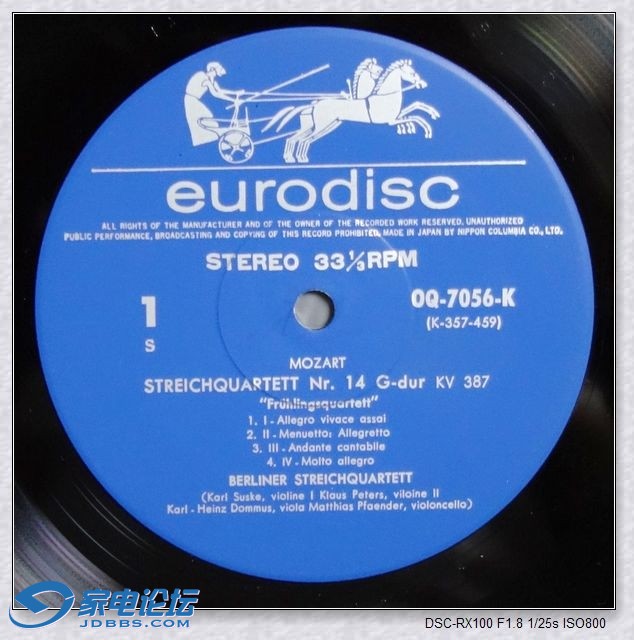 eurodisc
ALL RIGHTS OF THE MANUFACTURER AND OF THE OWNER OF THE RECORDED WORK RESERVED. UNAUTHORIZED
PUBLIC PERFORMANCE, BROADCASTING AND COPYING OF THIS RECORD PROHIBITED. MADE IN JAPAN BY NIPPON COLUMBIA CO., LTD.
STEREO 33⅓RPM
1
S
OQ-7056-K
(K-357-459)
MOZART
STREICHQUARTETT Nr. 14 G-dur KV 387
"Frühlingsquartett"
1. I - Allegro vivace assai
2. II - Menuetto: Allegretto
3. III - Andante cantabile
4. IV - Molto allegro
BERLINER STREICHQUARTETT
(Karl Suske, violine I Klaus Peters, viloine II
Karl - Heinz Dommus, viola Matthias Pfaender, violoncello)
家电论坛
JDBBS.COM
DSC-RX100 F1.8 1/25s ISO800